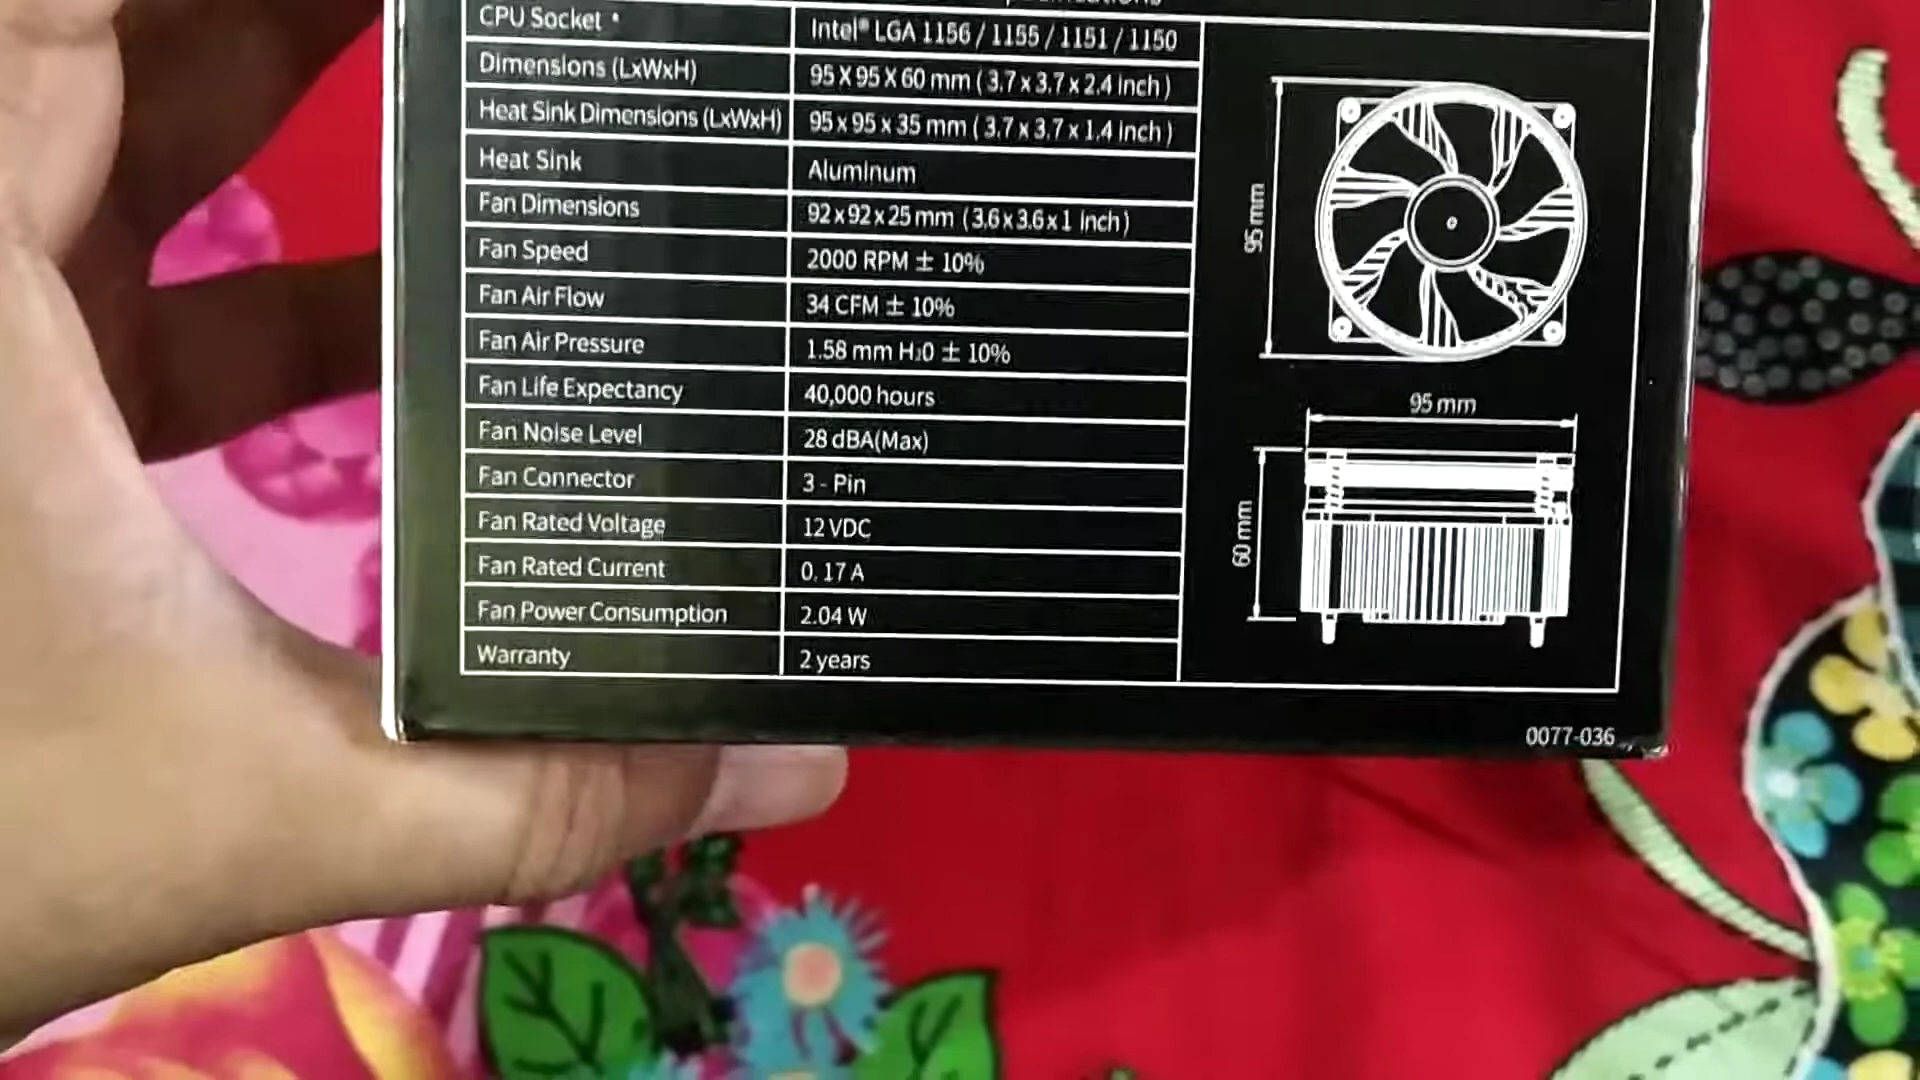 CPU Socket *
Intel® LGA 1156 / 1155 / 1151 / 1150
Dimensions (LxWxH)
95 X 95 X 60 mm ( 3.7 x 3.7 x 2.4 inch )
Heat Sink Dimensions (LxWxH)
95 x 95 x 35 mm ( 3.7 x 3.7 x 1.4 inch )
Heat Sink
Aluminum
Fan Dimensions
92 x 92 x 25 mm (3.6 x 3.6 x 1 inch)
Fan Speed
2000 RPM ± 10%
Fan Air Flow
34 CFM ± 10%
Fan Air Pressure
1.58 mm H₂0 ± 10%
Fan Life Expectancy
40,000 hours
Fan Noise Level
28 dBA(Max)
Fan Connector
3 - Pin
Fan Rated Voltage
12 VDC
Fan Rated Current
0. 17 A
Fan Power Consumption
2.04 W
Warranty
2 years
95 mm
95 mm
60 mm
0077-036